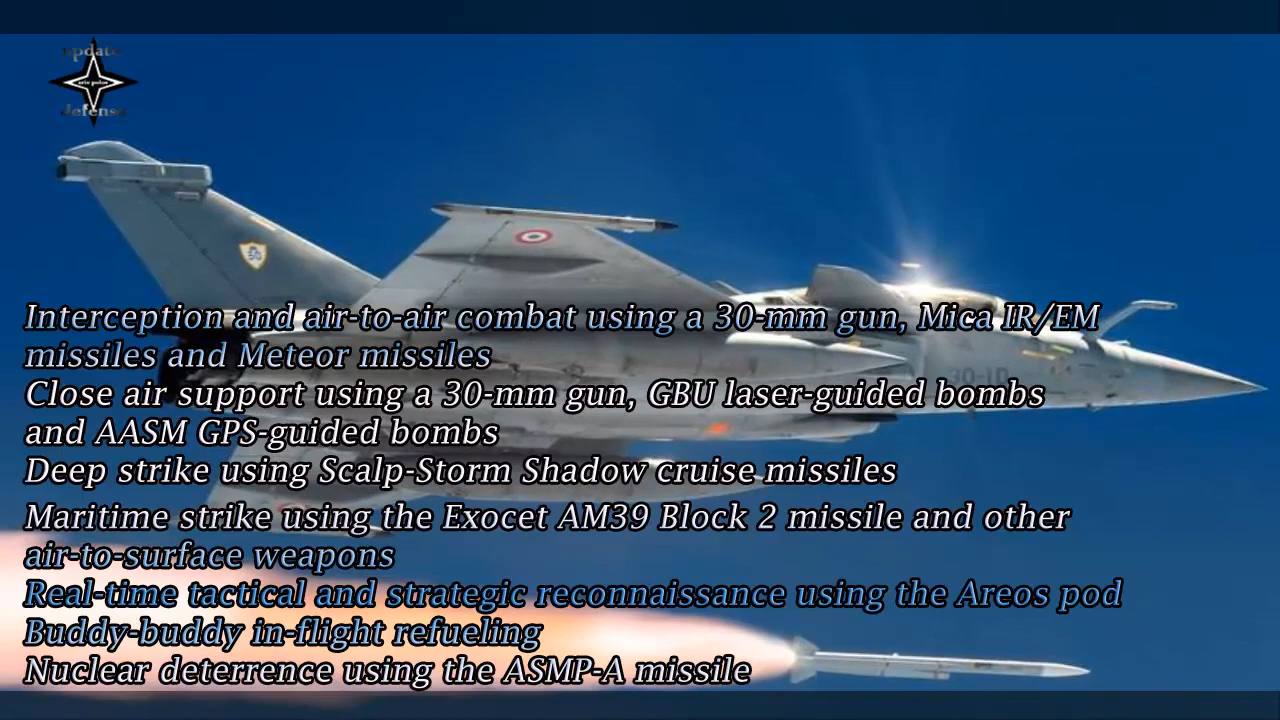 update
defense
Interception and air-to-air combat using a 30-mm gun, Mica IR/EM
missiles and Meteor missiles
Close air support using a 30-mm gun, GBU laser-guided bombs
and AASM GPS-guided bombs
Deep strike using Scalp-Storm Shadow cruise missiles
Maritime strike using the Exocet AM39 Block 2 missile and other
air-to-surface weapons
Real-time tactical and strategic reconnaissance using the Areos pod
Buddy-buddy in-flight refueling
Nuclear deterrence using the ASMP-A missile